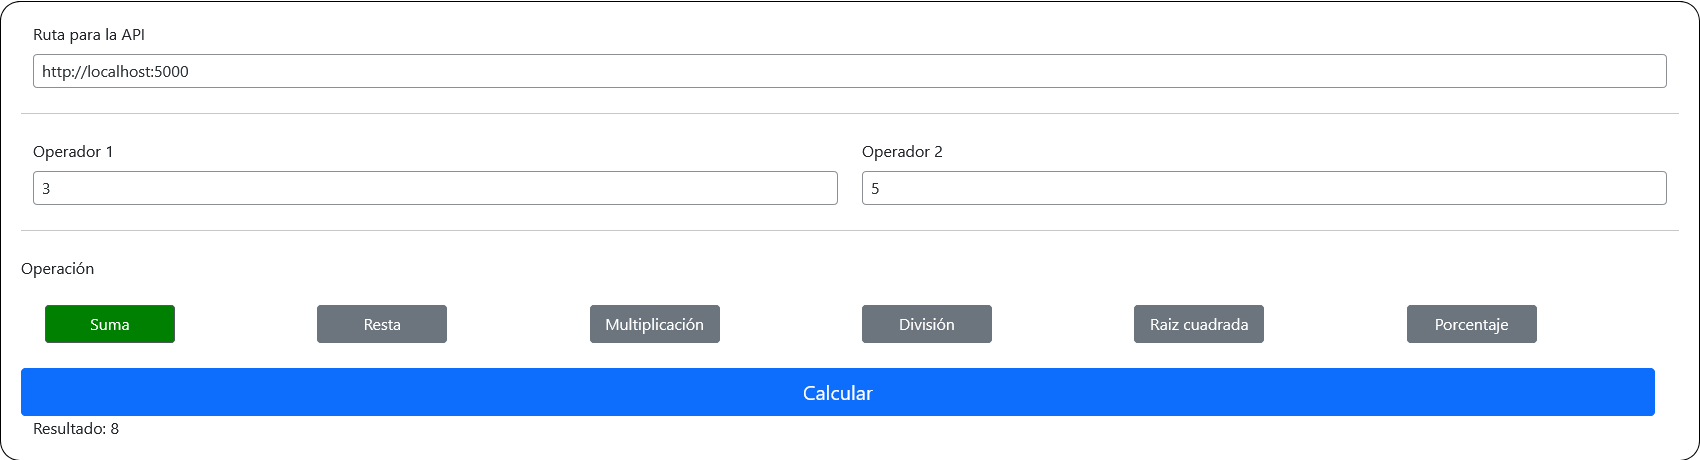 Ruta para la API
http://localhost:5000
Operador 1 Operador 2
3 5
Operación
Suma Resta Multiplicación División Raiz cuadrada Porcentaje
Calcular
Resultado: 8